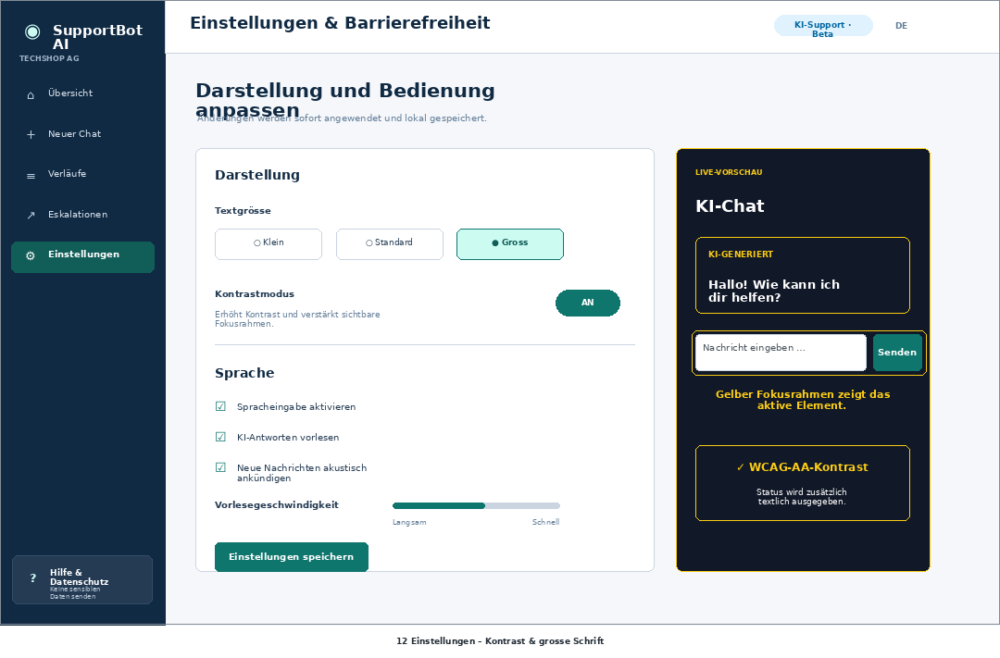 ◉ SupportBot
AI
TECHSHOP AG
⌂ Übersicht
+ Neuer Chat
≡ Verläufe
↗ Eskalationen
⚙ Einstellungen
? Hilfe &
Datenschutz
Keine sensiblen
Daten senden
Einstellungen & Barrierefreiheit
KI-Support ·
Beta
DE
Darstellung und Bedienung
anpassen
Änderungen werden sofort angewendet und lokal gespeichert.
Darstellung
Textgrösse
○ Klein
○ Standard
● Gross
Kontrastmodus
Erhöht Kontrast und verstärkt sichtbare
Fokusrahmen.
AN
Sprache
☑ Spracheingabe aktivieren
☑ KI-Antworten vorlesen
☑ Neue Nachrichten akustisch
ankündigen
Vorlesegeschwindigkeit
Langsam
Schnell
Einstellungen speichern
LIVE-VORSCHAU
KI-Chat
KI-GENERIERT
Hallo! Wie kann ich
dir helfen?
Nachricht eingeben ...
Senden
Gelber Fokusrahmen zeigt das
aktive Element.
✓ WCAG-AA-Kontrast
Status wird zusätzlich
textlich ausgegeben.
12 Einstellungen – Kontrast & grosse Schrift